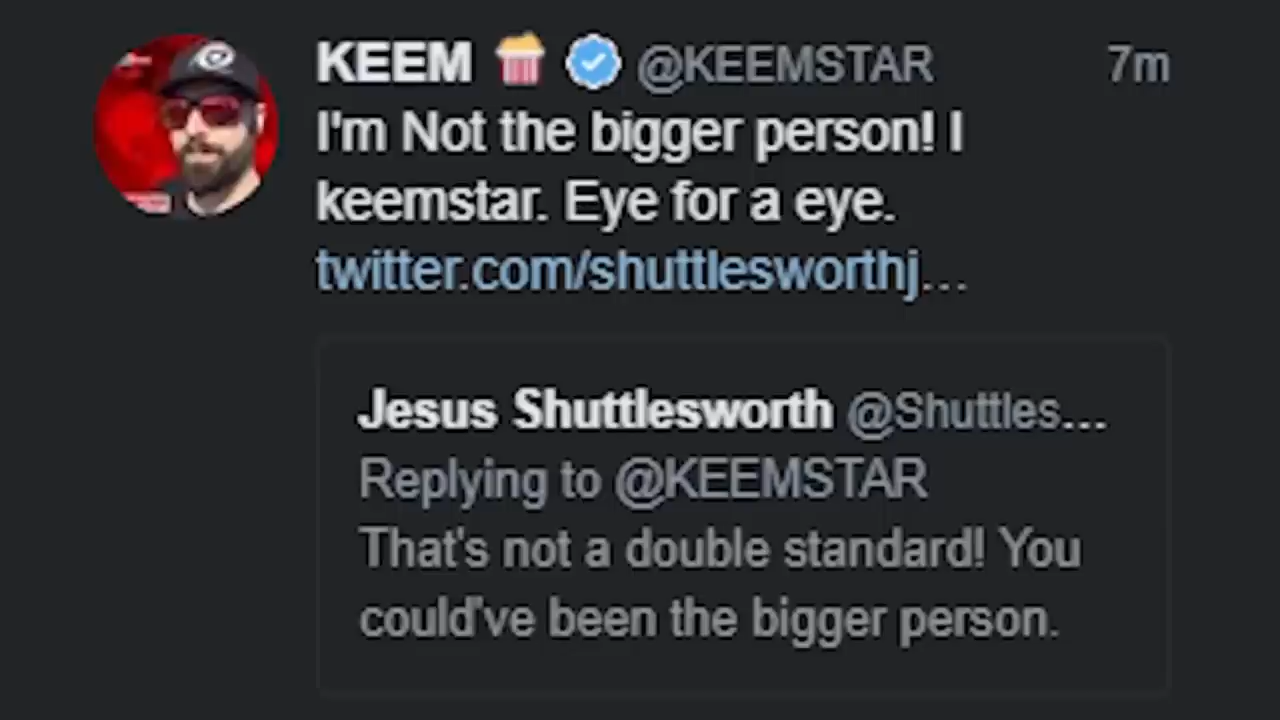 KEEM 🍿 @KEEMSTAR 7m
I'm Not the bigger person! I
keemstar. Eye for a eye.
twitter.com/shuttlesworthj…
Jesus Shuttlesworth @Shuttles...
Replying to @KEEMSTAR
That's not a double standard! You
could've been the bigger person.